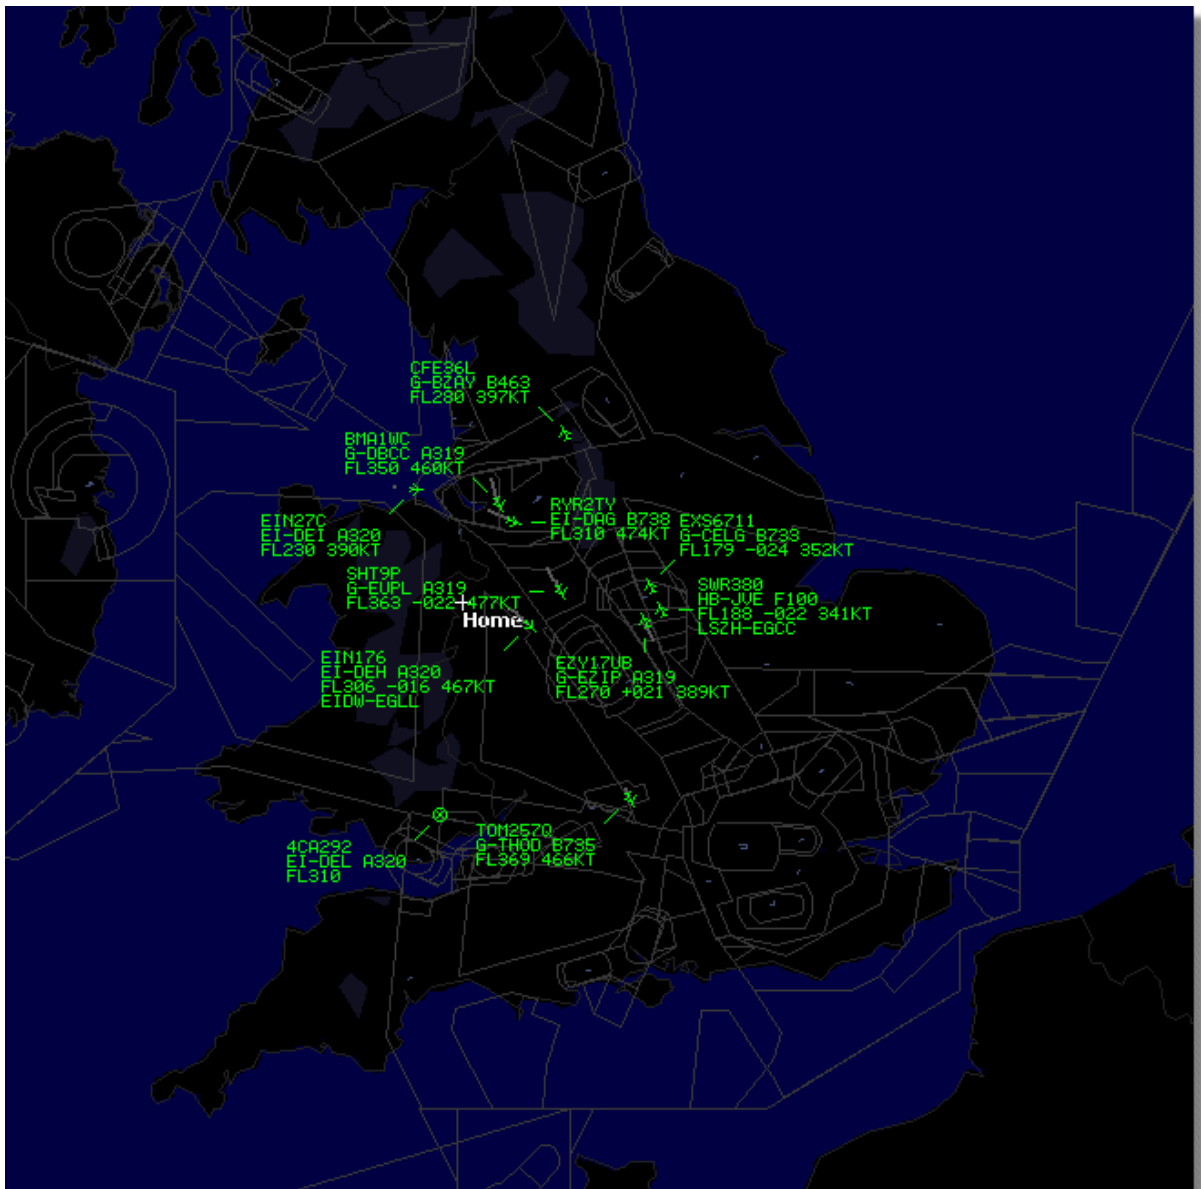 CFE36L
G-BZAY B463
FL280 397KT
BMA1WC
G-DBCC A319
FL350 460KT
RYR2TY
EI-DAG B738
FL310 474KT
EXS6711
G-CELG B733
FL179 -024 352KT
EIN27C
EI-DEI A320
FL230 390KT
SHT9P
G-EUPL A319
FL363 -022 477KT
Home
SWR380
HB-JVE F100
FL188 -022 341KT
LSZH-EGCC
EIN176
EI-DEH A320
FL306 -016 467KT
EIDW-EGLL
EZY17UB
G-EZIP A319
FL270 +021 389KT
TOM257Q
G-THOD B735
FL369 466KT
4CA292
EI-DEL A320
FL310